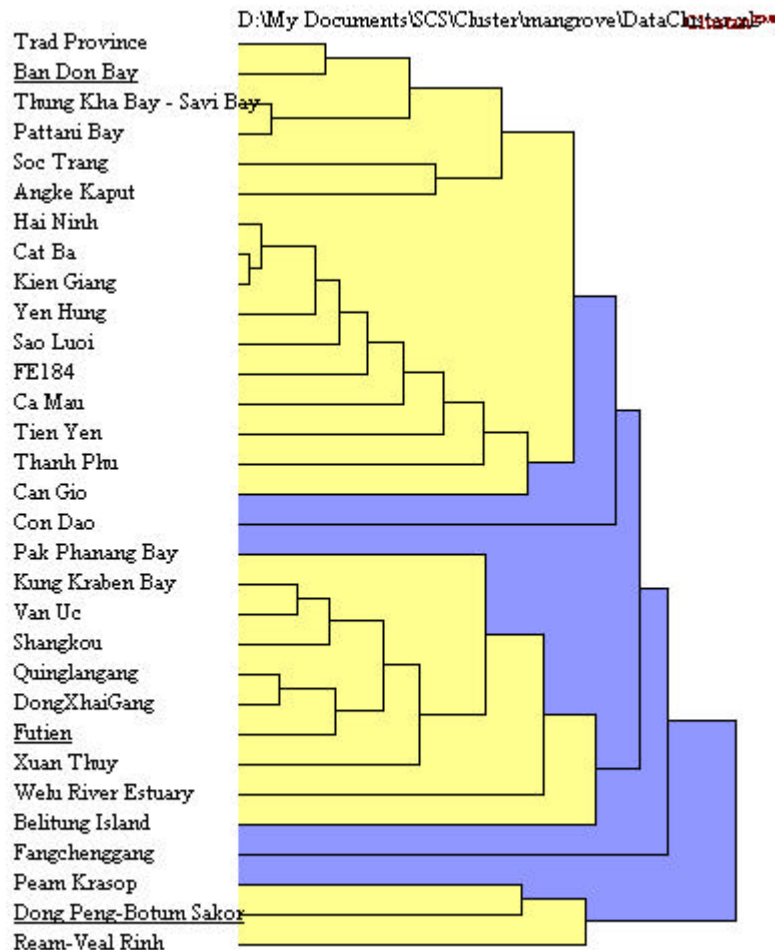 D:\My Documents\SCS\Cluster\mangrove\DataCluster.xls
Trad Province
Ban Don Bay
Thung Kha Bay - Savi Bay
Pattani Bay
Soc Trang
Angke Kaput
Hai Ninh
Cat Ba
Kien Giang
Yen Hung
Sao Luoi
FE184
Ca Mau
Tien Yen
Thanh Phu
Can Gio
Con Dao
Pak Phanang Bay
Kung Kraben Bay
Van Uc
Shangkou
Quinglangang
DongXhaiGang
Futien
Xuan Thuy
Welu River Estuary
Belitung Island
Fangchenggang
Peam Krasop
Dong Peng-Botum Sakor
Ream-Veal Rinh